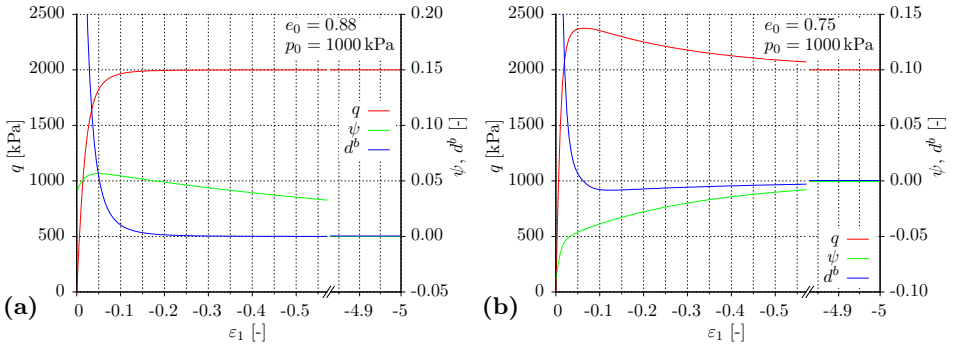 2500
2000
1500
1000
500
0
q [kPa]
0.20
0.15
0.10
0.05
0.00
-0.05
ψ, dᵇ [-]
e₀ = 0.88
p₀ = 1000 kPa
q
ψ
dᵇ
0 -0.1 -0.2 -0.3 -0.4 -0.5 -4.9 -5
ε₁ [-]
(a)
2500
2000
1500
1000
500
0
q [kPa]
0.15
0.10
0.05
0.00
-0.05
-0.10
ψ, dᵇ [-]
e₀ = 0.75
p₀ = 1000 kPa
q
ψ
dᵇ
0 -0.1 -0.2 -0.3 -0.4 -0.5 -4.9 -5
ε₁ [-]
(b)